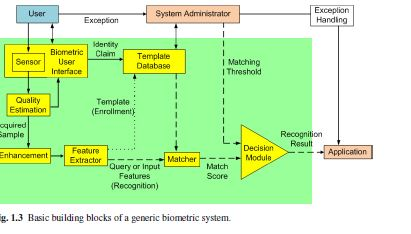 User
System Administrator
Exception
Handling
Exception
Sensor
Biometric
User
Interface
Identity
Claim
Template
Database
Matching
Threshold
Quality
Estimation
Template
(Enrollment)
cquired
Sample
Enhancement
Feature
Extractor
Query or Input
Features
(Recognition)
Matcher
Match
Score
Decision
Module
Recognition
Result
Application
ig. 1.3 Basic building blocks of a generic biometric system.